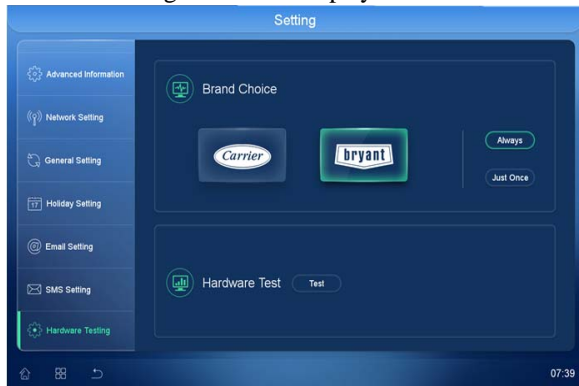 Setting
Advanced Information
Network Setting
General Setting
17
Holiday Setting
Email Setting
SMS Setting
Hardware Testing
Brand Choice
Carrier
bryant
Always
Just Once
Hardware Test
Test
07:39